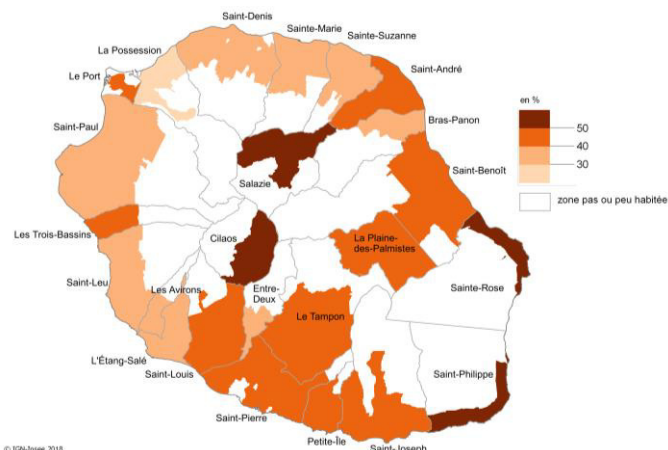 Saint-Denis
Sainte-Marie
Sainte-Suzanne
La Possession
Saint-André
Le Port
en %
50
40
30
Bras-Panon
Saint-Paul
Saint-Benoît
Salazie
zone pas ou peu habitée
Les Trois-Bassins
Cilaos
La Plaine-
des-Palmistes
Saint-Leu
Les Avirons
Entre-
Deux
Sainte-Rose
Le Tampon
L'Étang-Salé
Saint-Louis
Saint-Philippe
Saint-Pierre
Petite-Île
Saint-Joseph
© IGN-Insee 2018